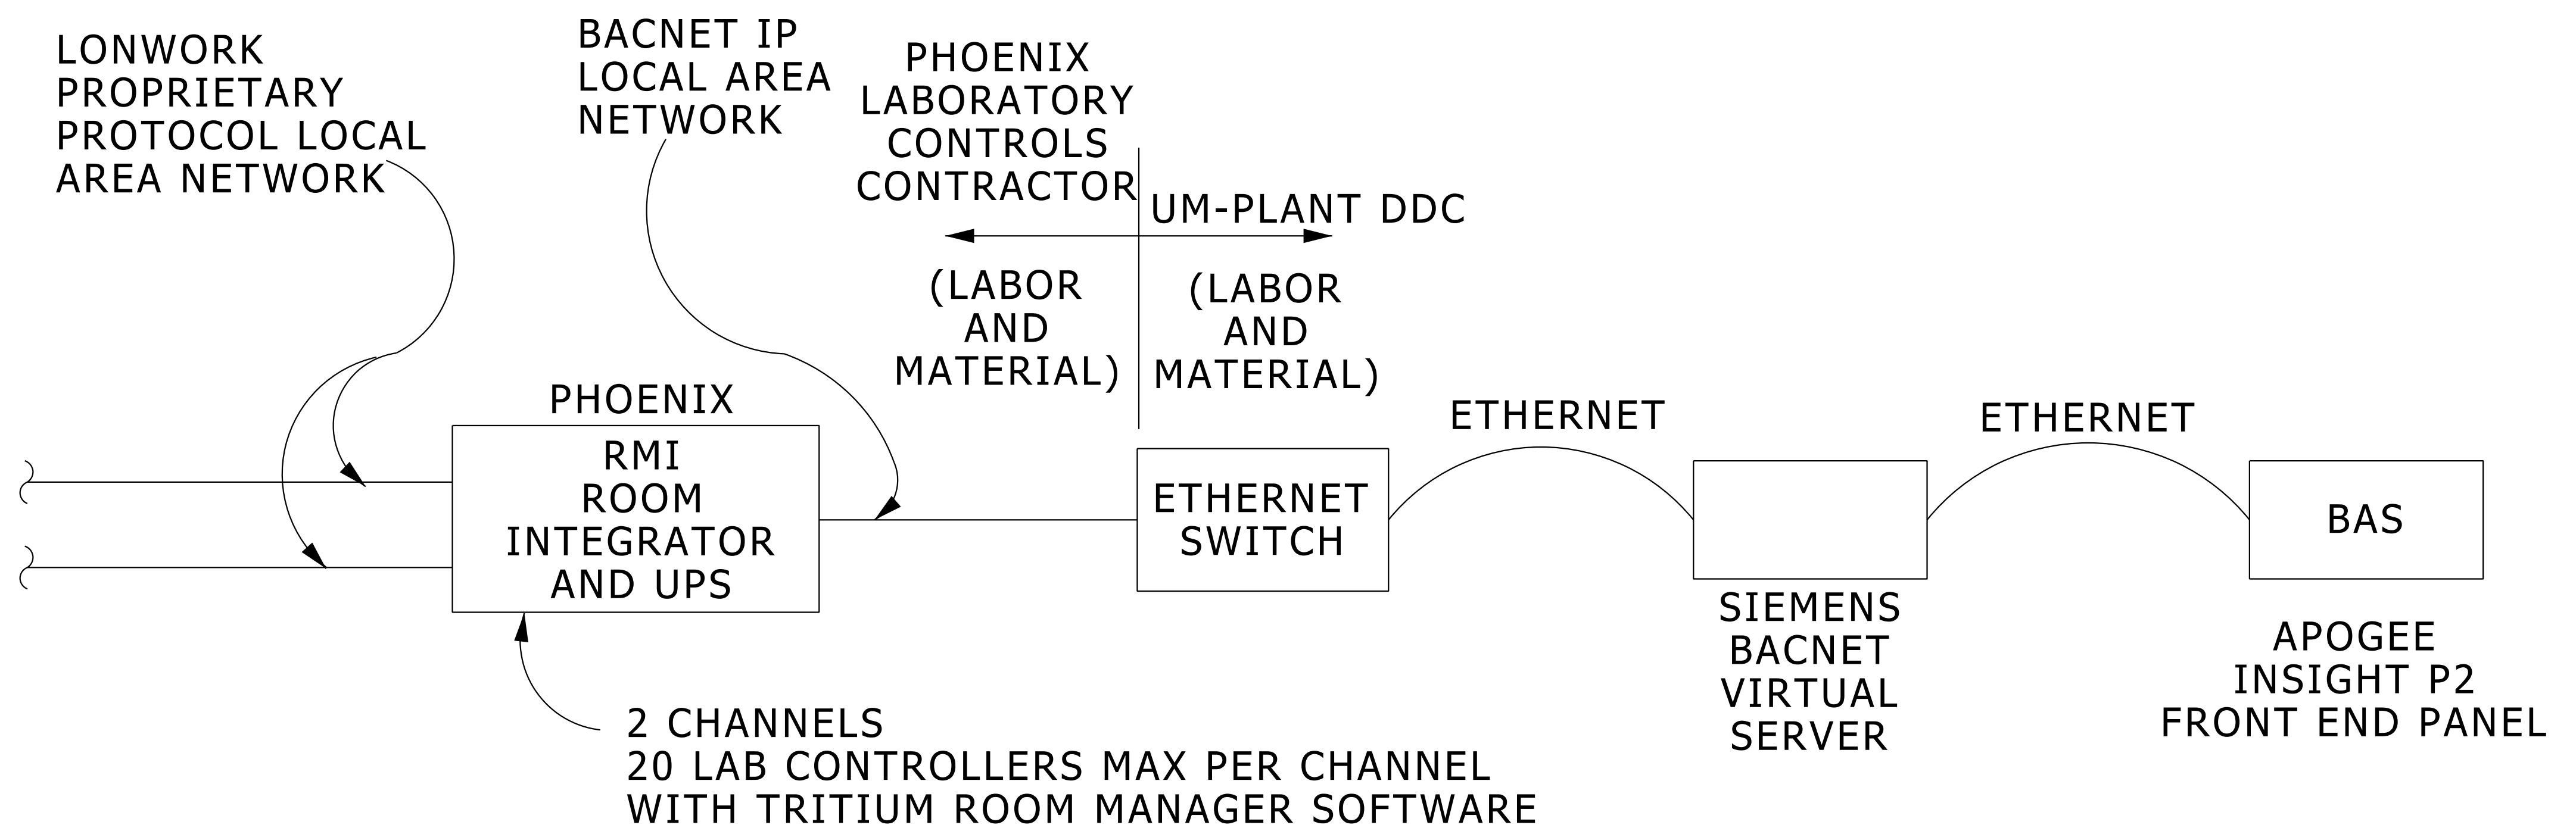 LONWORK
PROPRIETARY
PROTOCOL LOCAL
AREA NETWORK
BACNET IP
LOCAL AREA
NETWORK
PHOENIX
LABORATORY
CONTROLS
CONTRACTOR
UM-PLANT DDC
(LABOR
AND
MATERIAL)
(LABOR
AND
MATERIAL)
PHOENIX
RMI
ROOM
INTEGRATOR
AND UPS
ETHERNET
SWITCH
ETHERNET
ETHERNET
BAS
SIEMENS
BACNET
VIRTUAL
SERVER
APOGEE
INSIGHT P2
FRONT END PANEL
2 CHANNELS
20 LAB CONTROLLERS MAX PER CHANNEL
WITH TRITIUM ROOM MANAGER SOFTWARE